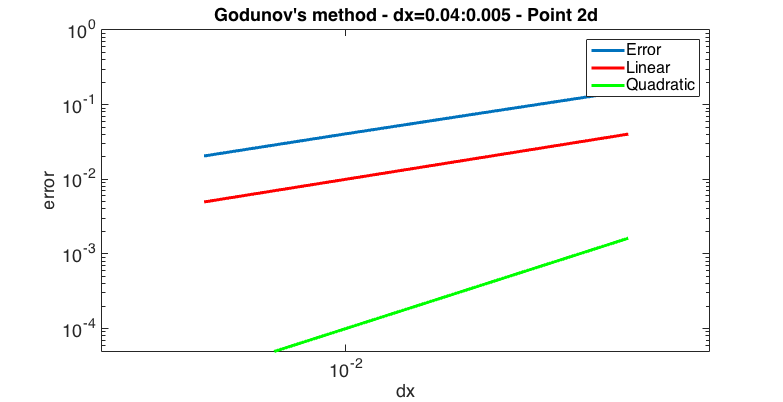 Godunov's method - dx=0.04:0.005 - Point 2d
10^0
10^-1
10^-2
10^-3
10^-4
error
Error
Linear
Quadratic
10^-2
dx